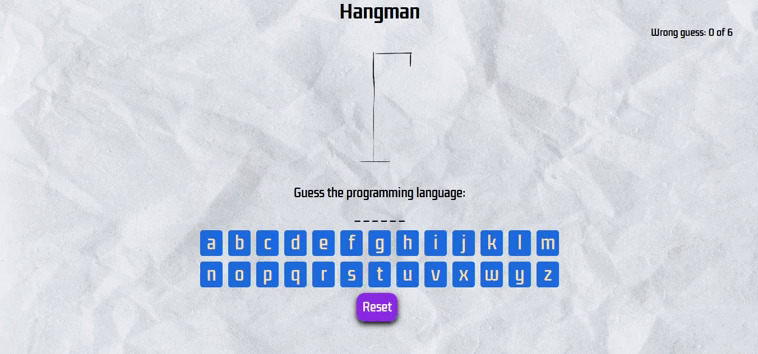 Hangman
Wrong guess: 0 of 6
Guess the programming language:
_ _ _ _ _ _
a b c d e f g h i j k l m
n o p q r s t u v x w y z
Reset